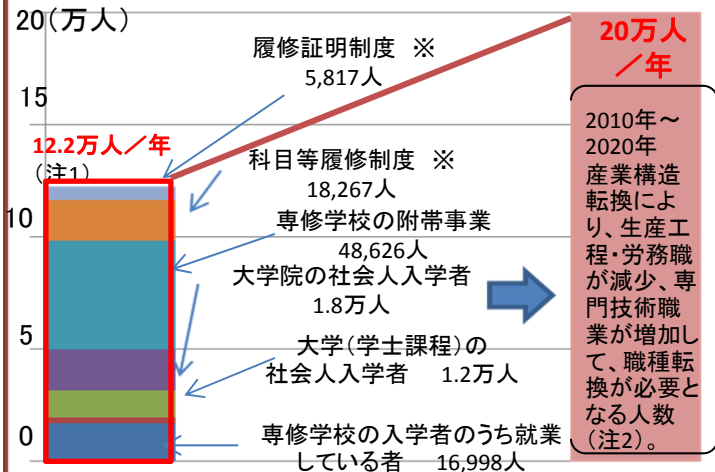 20(万人)
15
10
5
0
12.2万人／年
(注1)
履修証明制度 ※
5,817人
科目等履修制度 ※
18,267人
専修学校の附帯事業
48,626人
大学院の社会人入学者
1.8万人
大学(学士課程)の
社会人入学者 1.2万人
専修学校の入学者のうち就業
している者 16,998人
20万人
／年
2010年～
2020年
産業構造
転換によ
り、生産工
程・労務職
が減少、専
門技術職
業が増加し
て、職種転
換が必要と
なる人数
(注2)。